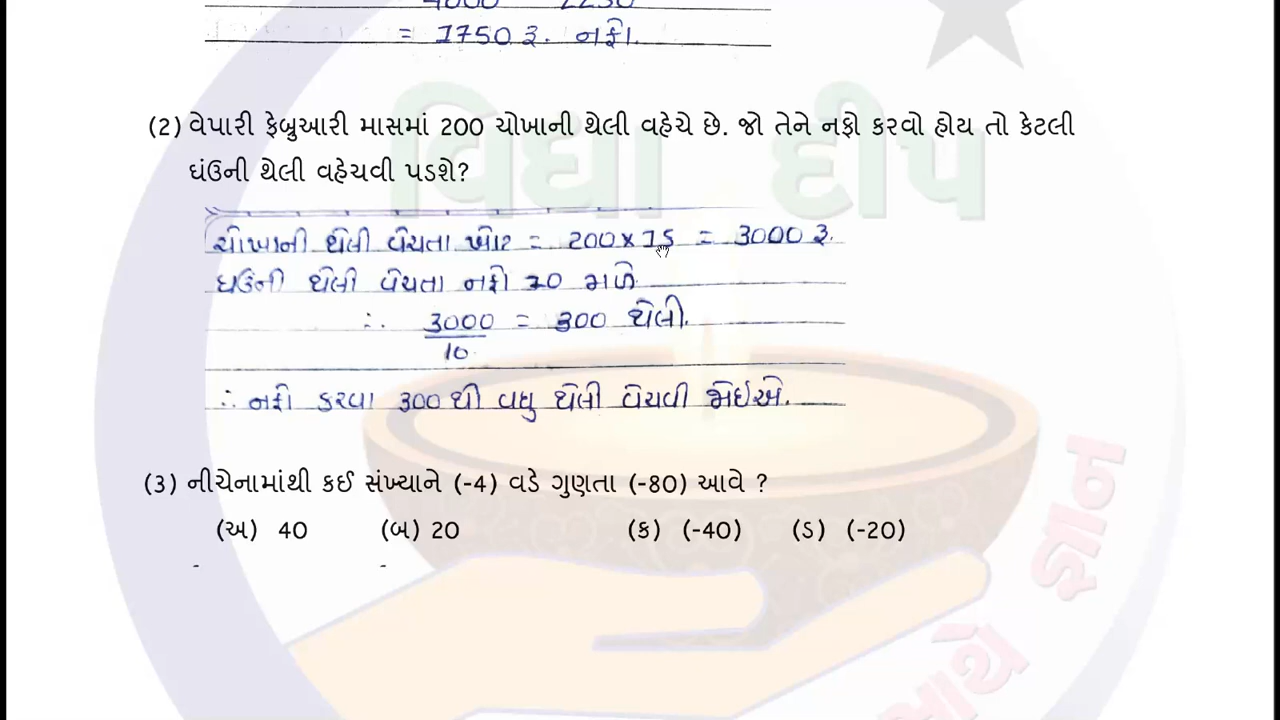 4000 2250
= 1750 રૂ. નફો.
(2) વેપારી ફેબ્રુઆરી માસમાં 200 ચોખાની થેલી વહેચે છે. જો તેને નફો કરવો હોય તો કેટલી
ઘંઉની થેલી વહેચવી પડશે?
ચોખાની થેલી વેચતા ખોટ = 200 x 15 = 3000 રૂ.
ઘઉંની થેલી વેચતા નફો 10 મળે
∴ 3000 = 300 થેલી.
10
∴ નફો કરવા 300 થી વધુ થેલી વેચવી જોઈએ.
(3) નીચેનામાંથી કઈ સંખ્યાને (-4) વડે ગુણતા (-80) આવે ?
(અ) 40 (બ) 20 (ક) (-40) (ડ) (-20)
વિદ્યા દીપ
જ્ઞાન
સાથે